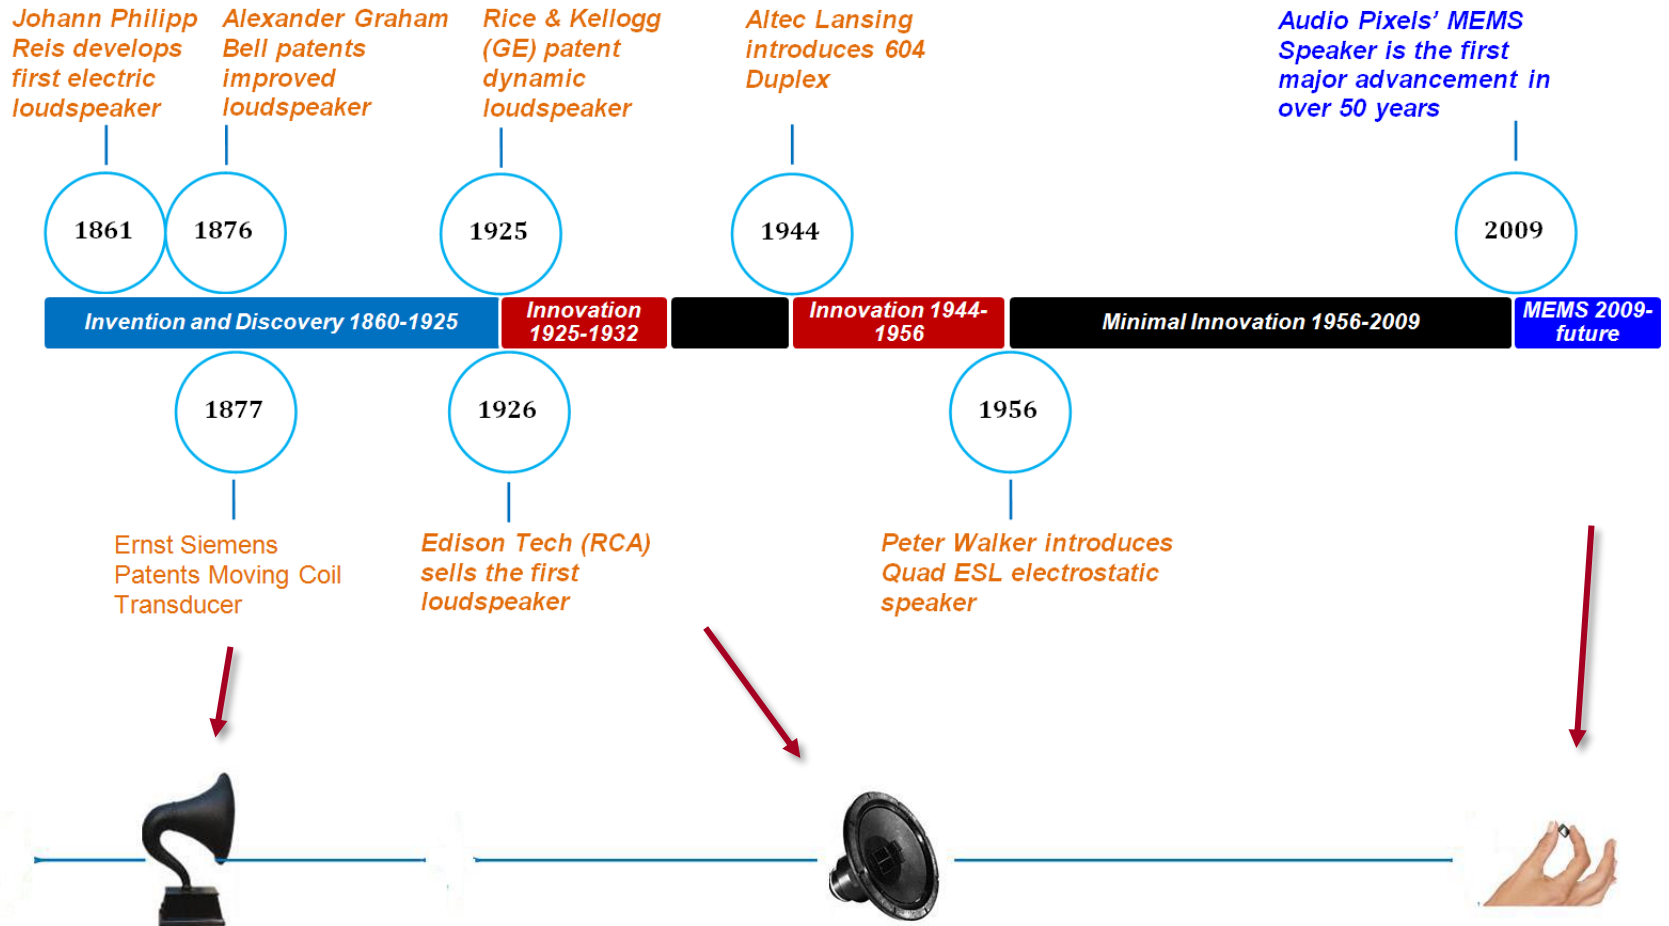 Johann Philipp
Reis develops
first electric
loudspeaker
Alexander Graham
Bell patents
improved
loudspeaker
Rice & Kellogg
(GE) patent
dynamic
loudspeaker
Altec Lansing
introduces 604
Duplex
Audio Pixels’ MEMS
Speaker is the first
major advancement in
over 50 years
1861
1876
1925
1944
2009
Invention and Discovery 1860-1925
Innovation
1925-1932
Innovation 1944-
1956
Minimal Innovation 1956-2009
MEMS 2009-
future
1877
1926
1956
Ernst Siemens
Patents Moving Coil
Transducer
Edison Tech (RCA)
sells the first
loudspeaker
Peter Walker introduces
Quad ESL electrostatic
speaker